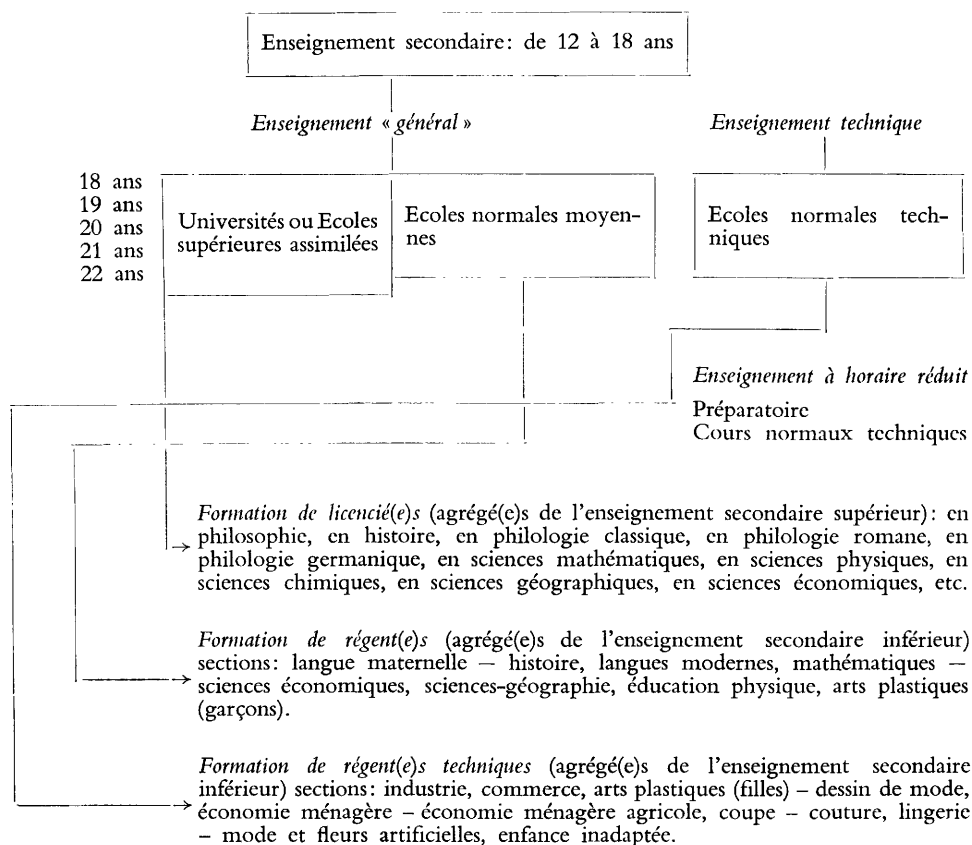 Enseignement secondaire: de 12 à 18 ans
Enseignement « général »
Enseignement technique
18 ans
19 ans
20 ans
21 ans
22 ans
Universités ou Ecoles
supérieures assimilées
Ecoles normales moyen-
nes
Ecoles normales tech-
niques
Enseignement à horaire réduit
Préparatoire
Cours normaux techniques
Formation de licencié(e)s (agrégé(e)s de l'enseignement secondaire supérieur): en
philosophie, en histoire, en philologie classique, en philologie romane, en
philologie germanique, en sciences mathématiques, en sciences physiques, en
sciences chimiques, en sciences géographiques, en sciences économiques, etc.
Formation de régent(e)s (agrégé(e)s de l'enseignement secondaire inférieur)
sections: langue maternelle – histoire, langues modernes, mathématiques –
sciences économiques, sciences-géographie, éducation physique, arts plastiques
(garçons).
Formation de régent(e)s techniques (agrégé(e)s de l'enseignement secondaire
inférieur) sections: industrie, commerce, arts plastiques (filles) – dessin de mode,
économie ménagère – économie ménagère agricole, coupe – couture, lingerie
– mode et fleurs artificielles, enfance inadaptée.